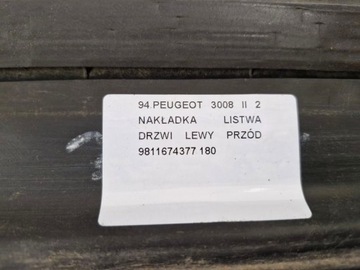 94.PEUGEOT 3008 II 2
NAKŁADKA LISTWA
DRZWI LEWY PRZÓD
9811674377 180